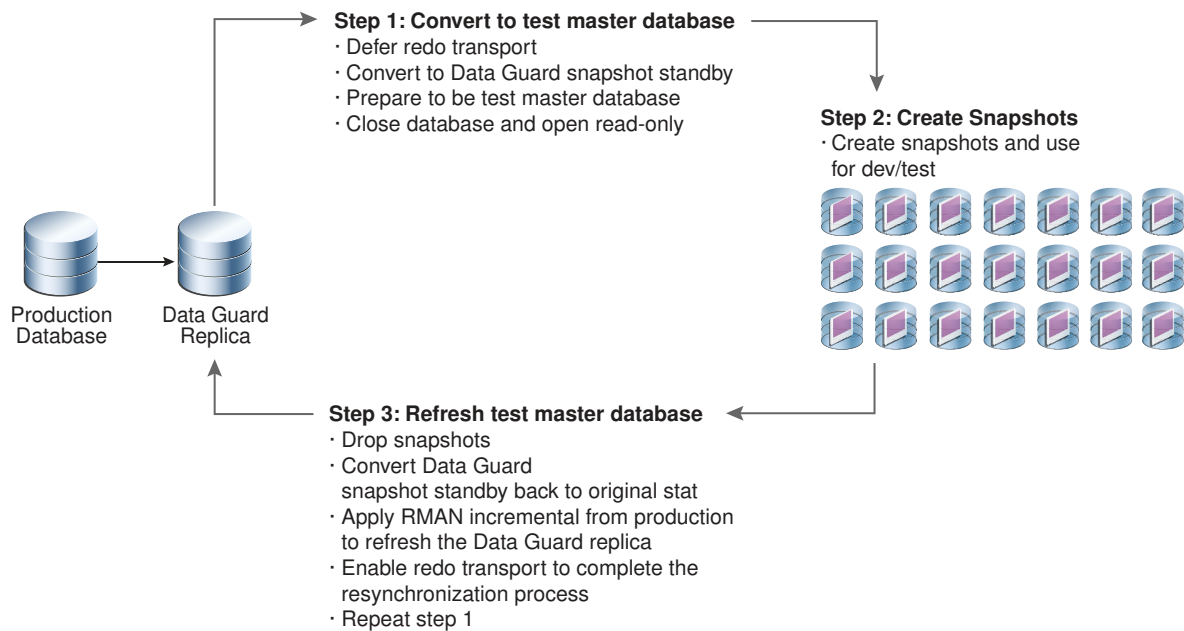 Step 1: Convert to test master database
· Defer redo transport
· Convert to Data Guard snapshot standby
· Prepare to be test master database
· Close database and open read-only
Step 2: Create Snapshots
· Create snapshots and use
for dev/test
Production
Database
Data Guard
Replica
Step 3: Refresh test master database
· Drop snapshots
· Convert Data Guard
snapshot standby back to original stat
· Apply RMAN incremental from production
to refresh the Data Guard replica
· Enable redo transport to complete the
resynchronization process
· Repeat step 1